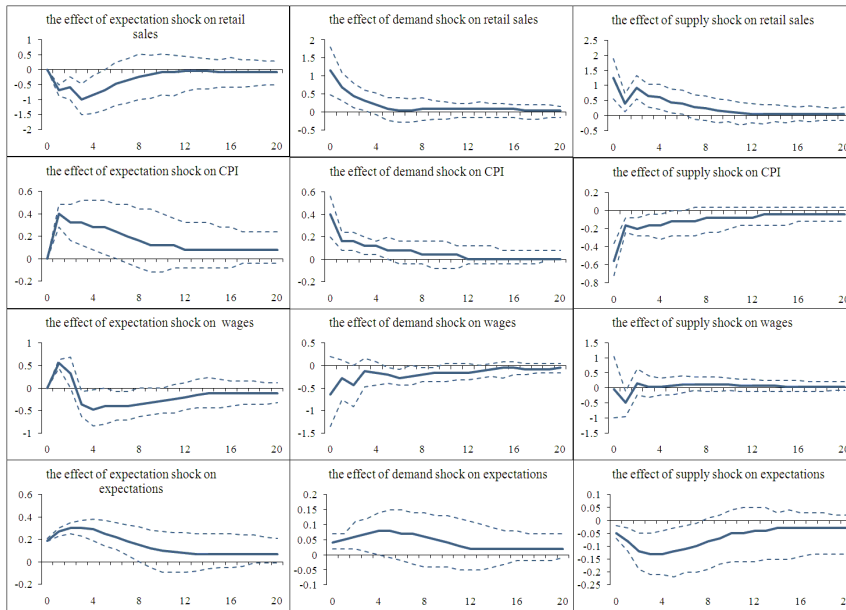 the effect of expectation shock on retail
sales
1
0.5
0
-0.5
-1
-1.5
-2
0 4 8 12 16 20
the effect of demand shock on retail sales
2
1.5
1
0.5
0
-0.5
0 4 8 12 16 20
the effect of supply shock on retail sales
2.5
2
1.5
1
0.5
0
-0.5
0 4 8 12 16 20
the effect of expectation shock on CPI
0.6
0.4
0.2
0
-0.2
0 4 8 12 16 20
the effect of demand shock on CPI
0.6
0.4
0.2
0
-0.2
0 4 8 12 16 20
the effect of supply shock on CPI
0.2
0
-0.2
-0.4
-0.6
-0.8
0 4 8 12 16 20
the effect of expectation shock on wages
1
0.5
0
-0.5
-1
0 4 8 12 16 20
the effect of demand shock on wages
0.5
0
-0.5
-1
-1.5
0 4 8 12 16 20
the effect of supply shock on wages
1.5
1
0.5
0
-0.5
-1
-1.5
0 4 8 12 16 20
the effect of expectation shock on
expectations
0.6
0.4
0.2
0
-0.2
0 4 8 12 16 20
the effect of demand shock on expectations
0.2
0.15
0.1
0.05
0
-0.05
-0.1
0 4 8 12 16 20
the effect of supply shock on expectations
0.1
0.05
0
-0.05
-0.1
-0.15
-0.2
-0.25
0 4 8 12 16 20